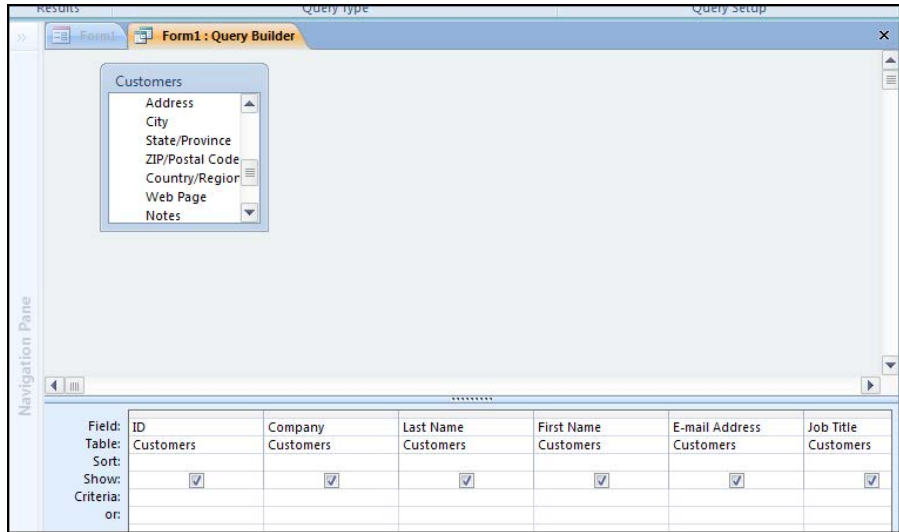 Results Query Type Query Setup
Form1 Form1 : Query Builder
Customers
Address
City
State/Province
ZIP/Postal Code
Country/Region
Web Page
Notes
Navigation Pane
Field: ID Company Last Name First Name E-mail Address Job Title
Table: Customers Customers Customers Customers Customers Customers
Sort:
Show:
Criteria:
or: